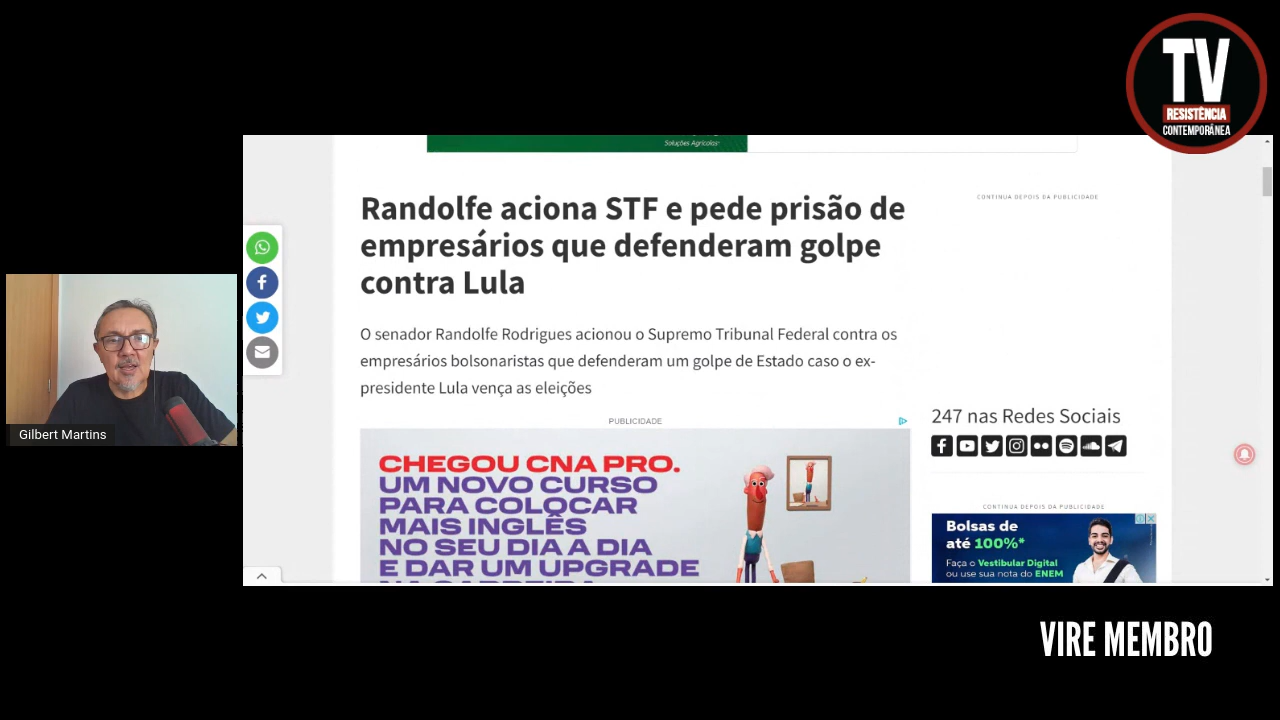 TV
RESISTÊNCIA
CONTEMPORÂNEA
Soluções Agrícolas
CONTINUA DEPOIS DA PUBLICIDADE
Randolfe aciona STF e pede prisão de
empresários que defenderam golpe
contra Lula
O senador Randolfe Rodrigues acionou o Supremo Tribunal Federal contra os
empresários bolsonaristas que defenderam um golpe de Estado caso o ex-
presidente Lula vença as eleições
PUBLICIDADE
CHEGOU CNA PRO.
UM NOVO CURSO
PARA COLOCAR
MAIS INGLÊS
NO SEU DIA A DIA
E DAR UM UPGRADE
NA CARREIRA
247 nas Redes Sociais
CONTINUA DEPOIS DA PUBLICIDADE
Bolsas de
até 100%*
Faça o Vestibular Digital
ou use sua nota do ENEM
Gilbert Martins
VIRE MEMBRO